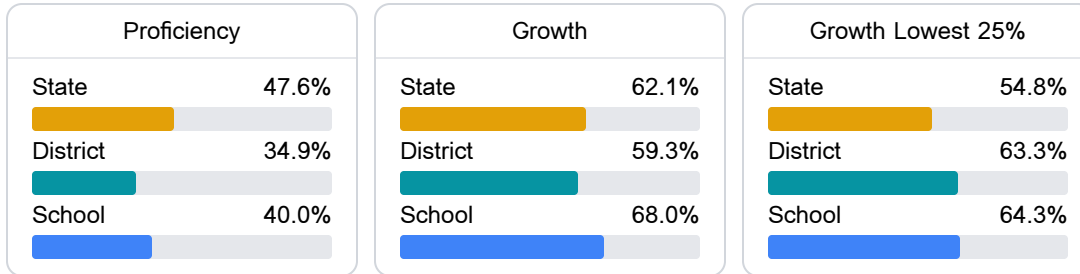 Proficiency
State 47.6%
District 34.9%
School 40.0%
Growth
State 62.1%
District 59.3%
School 68.0%
Growth Lowest 25%
State 54.8%
District 63.3%
School 64.3%